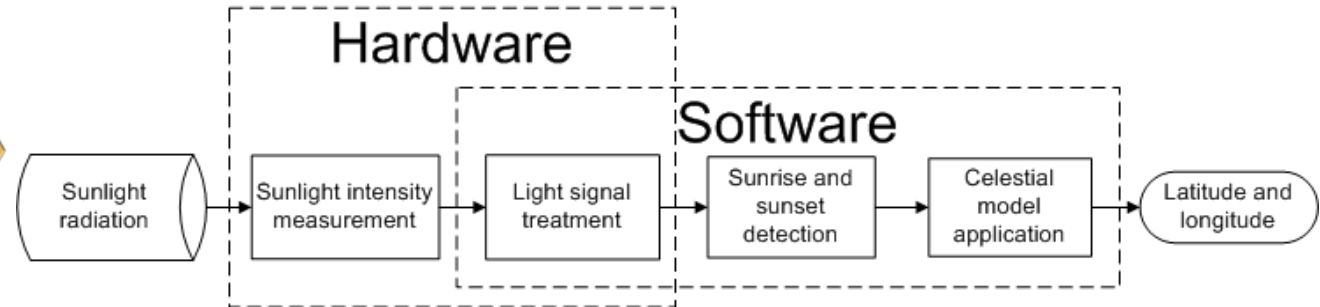 Hardware
Software
Sunlight
radiation
Sunlight intensity
measurement
Light signal
treatment
Sunrise and
sunset
detection
Celestial
model
application
Latitude and
longitude